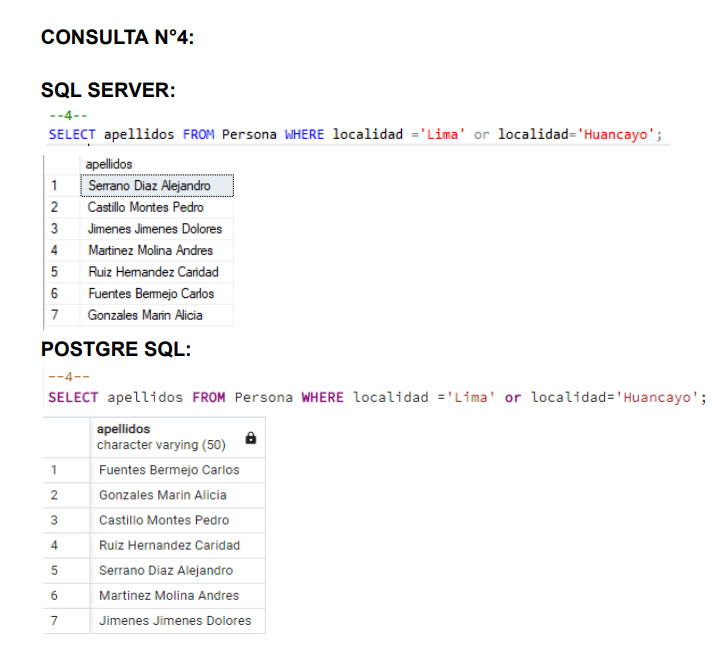 CONSULTA N°4:
SQL SERVER:
--4--
SELECT apellidos FROM Persona WHERE localidad ='Lima' or localidad='Huancayo';
apellidos
1 Serrano Diaz Alejandro
2 Castillo Montes Pedro
3 Jimenes Jimenes Dolores
4 Martinez Molina Andres
5 Ruiz Hernandez Caridad
6 Fuentes Bermejo Carlos
7 Gonzales Marin Alicia
POSTGRE SQL:
--4--
SELECT apellidos FROM Persona WHERE localidad ='Lima' or localidad='Huancayo';
apellidos
character varying (50)
1 Fuentes Bermejo Carlos
2 Gonzales Marin Alicia
3 Castillo Montes Pedro
4 Ruiz Hernandez Caridad
5 Serrano Diaz Alejandro
6 Martinez Molina Andres
7 Jimenes Jimenes Dolores